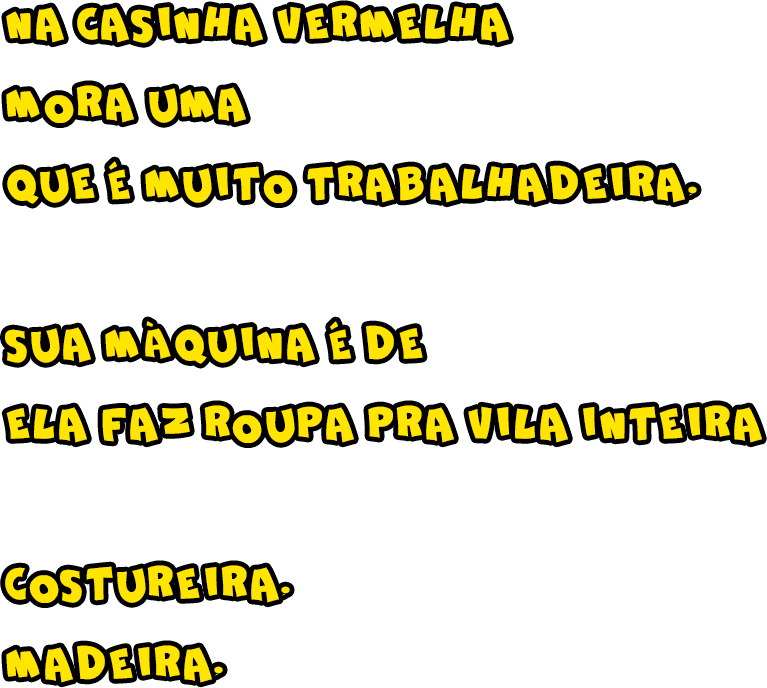 NA CASINHA VERMELHA
MORA UMA
QUE É MUITO TRABALHADEIRA.
SUA MÀQUINA É DE
ELA FAZ ROUPA PRA VILA INTEIRA
COSTUREIRA.
MADEIRA.